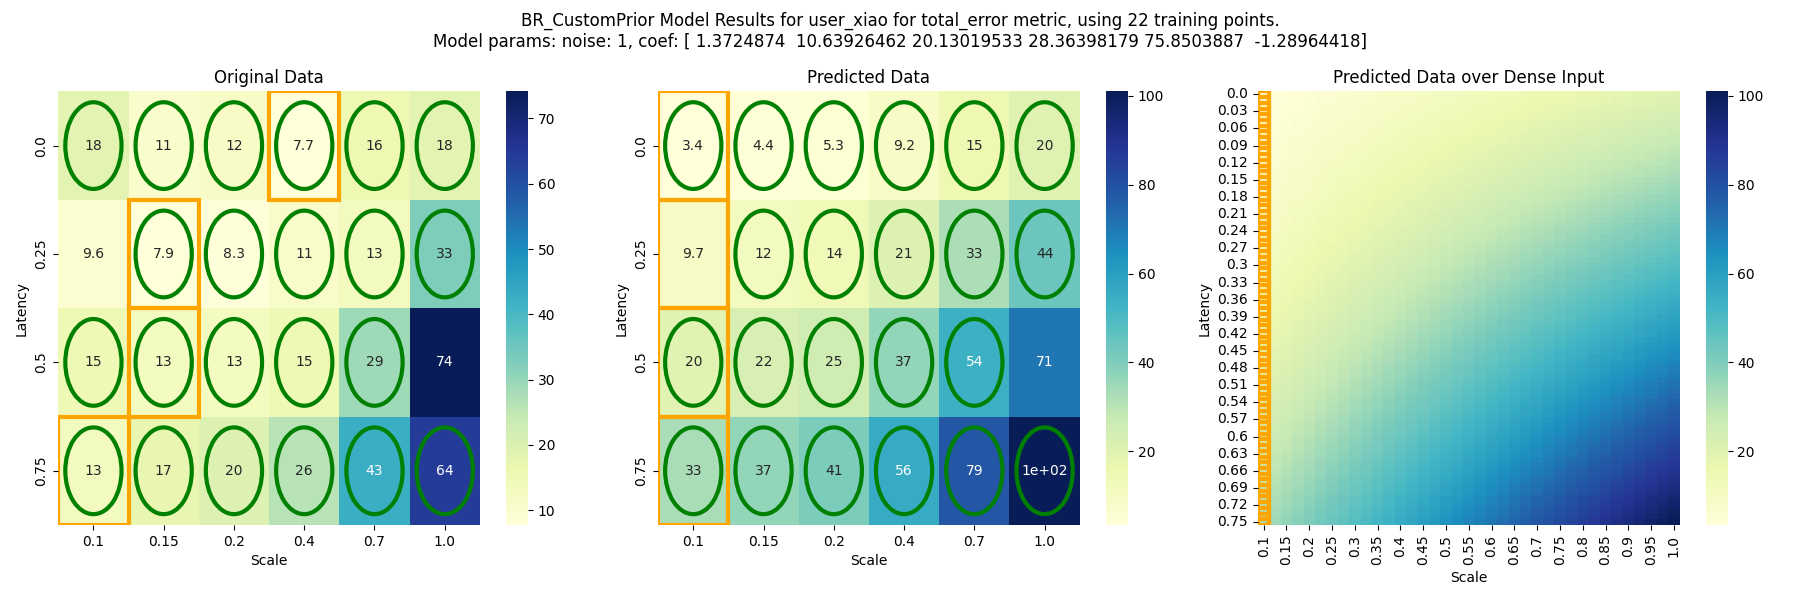 BR_CustomPrior Model Results for user_xiao for total_error metric, using 22 training points.
Model params: noise: 1, coef: [ 1.3724874  10.63926462 20.13019533 28.36398179 75.8503887  -1.28964418]
Original Data
Latency
0.0
18 11 12 7.7 16 18
0.25
9.6 7.9 8.3 11 13 33
0.5
15 13 13 15 29 74
0.75
13 17 20 26 43 64
0.1 0.15 0.2 0.4 0.7 1.0
Scale
70
60
50
40
30
20
10
Predicted Data
Latency
0.0
3.4 4.4 5.3 9.2 15 20
0.25
9.7 12 14 21 33 44
0.5
20 22 25 37 54 71
0.75
33 37 41 56 79 1e+02
0.1 0.15 0.2 0.4 0.7 1.0
Scale
100
80
60
40
20
Predicted Data over Dense Input
Latency
0.0
0.03
0.06
0.09
0.12
0.15
0.18
0.21
0.24
0.27
0.3
0.33
0.36
0.39
0.42
0.45
0.48
0.51
0.54
0.57
0.6
0.63
0.66
0.69
0.72
0.75
0.1 0.15 0.2 0.25 0.3 0.35 0.4 0.45 0.5 0.55 0.6 0.65 0.7 0.75 0.8 0.85 0.9 0.95 1.0
Scale
100
80
60
40
20